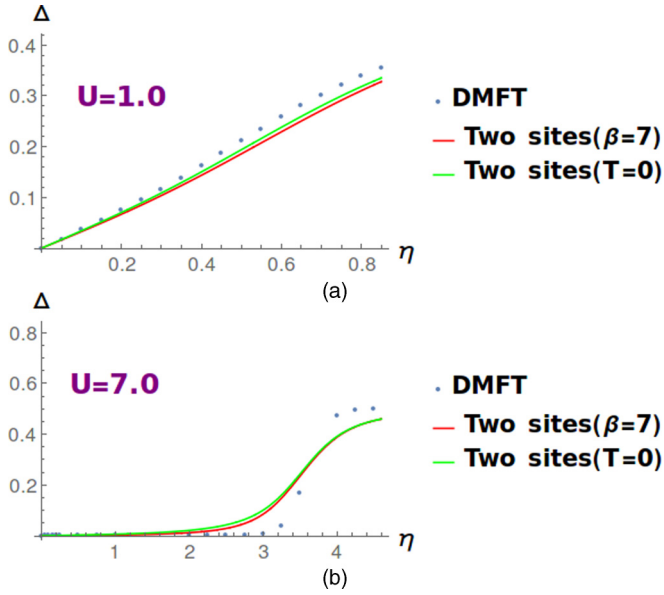 Δ
0.4
U=1.0
0.3
0.2
0.1
0.2 0.4 0.6 0.8 η
DMFT
Two sites(β=7)
Two sites(T=0)
(a)
Δ
0.8
U=7.0
0.6
0.4
0.2
1 2 3 4 η
DMFT
Two sites(β=7)
Two sites(T=0)
(b)